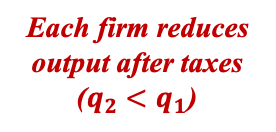 Each firm reduces
output after taxes
(q₂ < q₁)